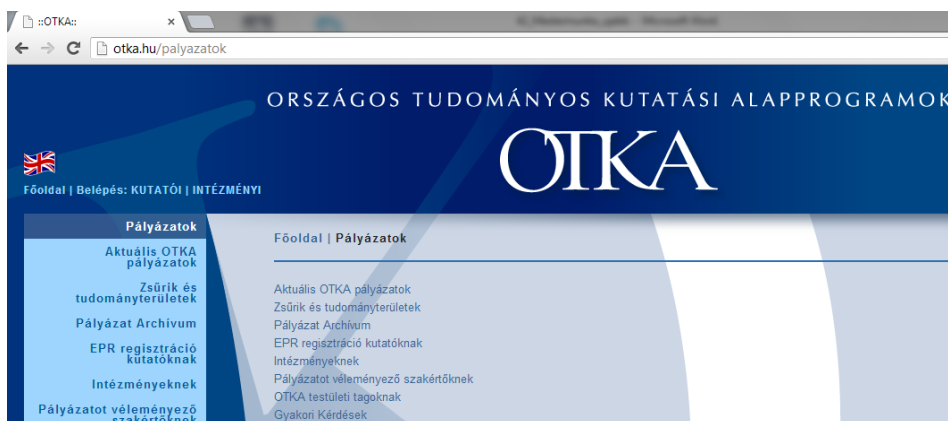 ::OTKA::
otka.hu/palyazatok
ORSZÁGOS TUDOMÁNYOS KUTATÁSI ALAPPROGRAMOK
OTKA
Főoldal | Belépés: KUTATÓI | INTÉZMÉNYI
Pályázatok
Aktuális OTKA
pályázatok
Zsűrik és
tudományterületek
Pályázat Archívum
EPR regisztráció
kutatóknak
Intézményeknek
Pályázatot véleményező
szakértőknek
Főoldal | Pályázatok
Aktuális OTKA pályázatok
Zsűrik és tudományterületek
Pályázat Archívum
EPR regisztráció kutatóknak
Intézményeknek
Pályázatot véleményező szakértőknek
OTKA testületi tagoknak
Gyakori Kérdések